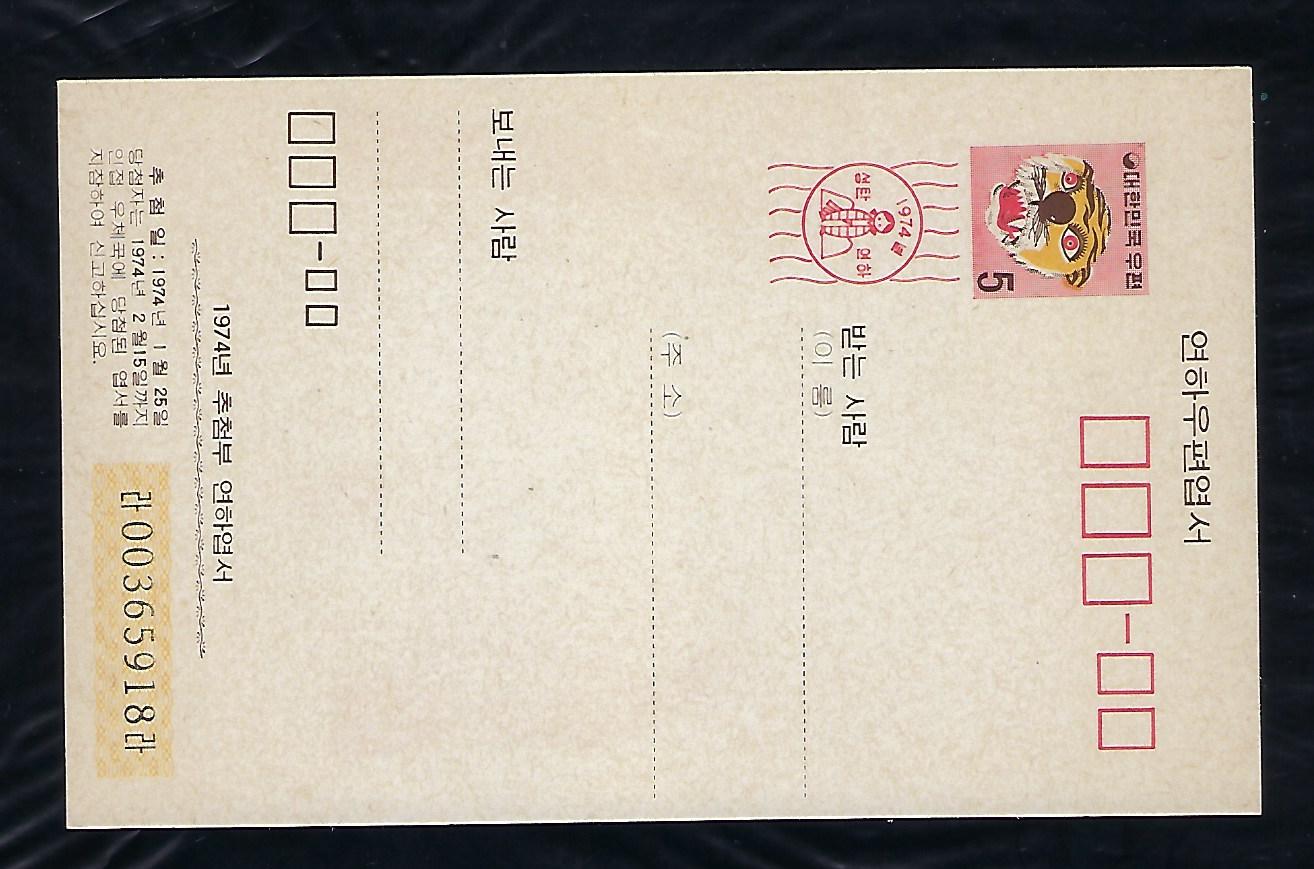 연하우편엽서
대한민국 우편
5
1974 년
성탄 연하
받는 사람
(이 름)
(주 소)
보내는 사람
1974년 추첨부 연하엽서
추 첨 일 : 1974년 1 월 25일
당첨자는 1974년 2 월15일까지
인접 우체국에 당첨된 엽서를
지참하여 신고하십시요.
라00365918라